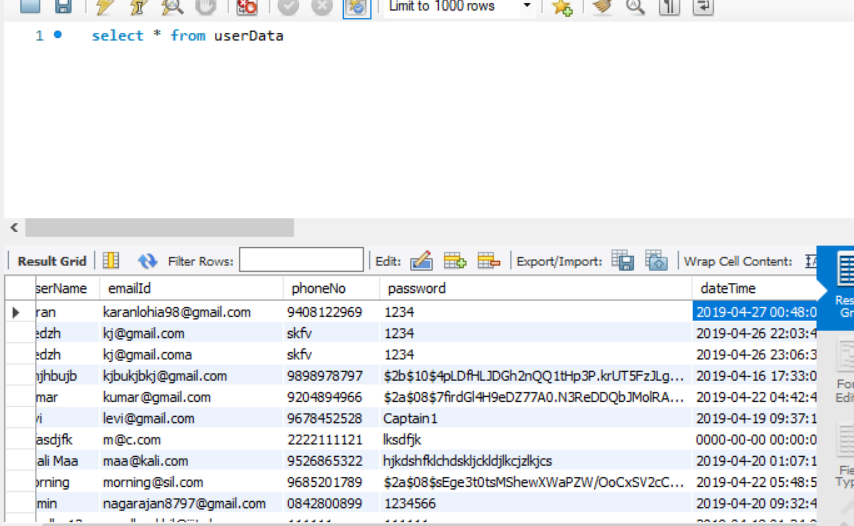 Limit to 1000 rows
1 select * from userData
Result Grid Filter Rows: Edit: Export/Import: Wrap Cell Content:
serName emailId phoneNo password dateTime
ran karanlohia98@gmail.com 9408122969 1234 2019-04-27 00:48:0
edzh kj@gmail.com skfv 1234 2019-04-26 22:03:4
edzh kj@gmail.coma skfv 1234 2019-04-26 23:06:3
njhbujb kjbukjbkj@gmail.com 9898978797 $2b$10$4pLDfHLJDGh2nQQ1tHp3P.krUT5FzJLg... 2019-04-16 17:33:0
mar kumar@gmail.com 9204894966 $2a$08$7firdGl4H9eDZ77A0.N3ReDDQbJMolRA... 2019-04-22 04:42:4
vi levi@gmail.com 9678452528 Captain1 2019-04-19 09:37:1
asdjfk m@c.com 2222111121 lksdfjk 0000-00-00 00:00:0
ali Maa maa@kali.com 9526865322 hjkdshfklchdskljckldjlkcjzlkjcs 2019-04-20 01:07:1
orning morning@sil.com 9685201789 $2a$08$sEge3t0tsMShewXWaPZW/OoCxSV2cC... 2019-04-22 05:48:5
min nagarajan8797@gmail.com 0842800899 1234566 2019-04-20 09:32:4
Res
Gr
For
Edit
Fie
Typ